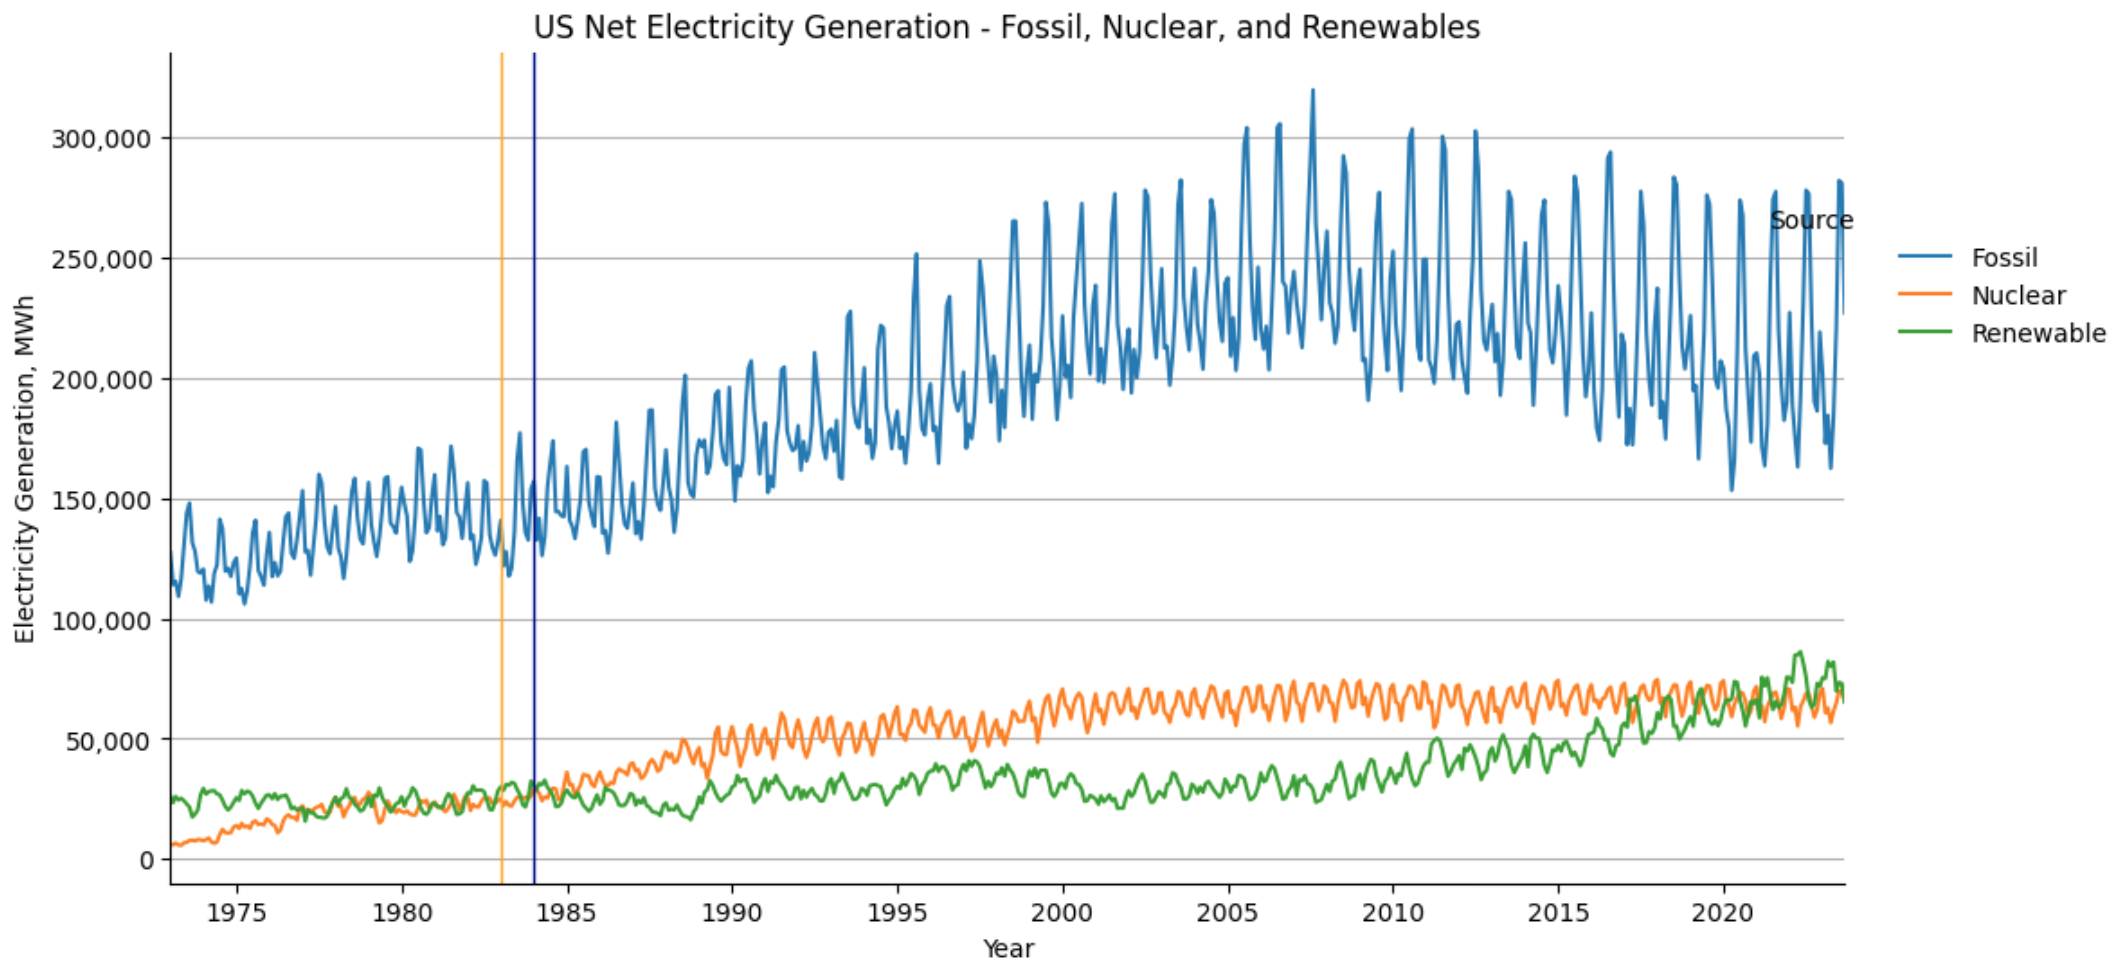 US Net Electricity Generation - Fossil, Nuclear, and Renewables
Electricity Generation, MWh
300,000
250,000
200,000
150,000
100,000
50,000
0
1975 1980 1985 1990 1995 2000 2005 2010 2015 2020
Year
Source
Fossil
Nuclear
Renewable